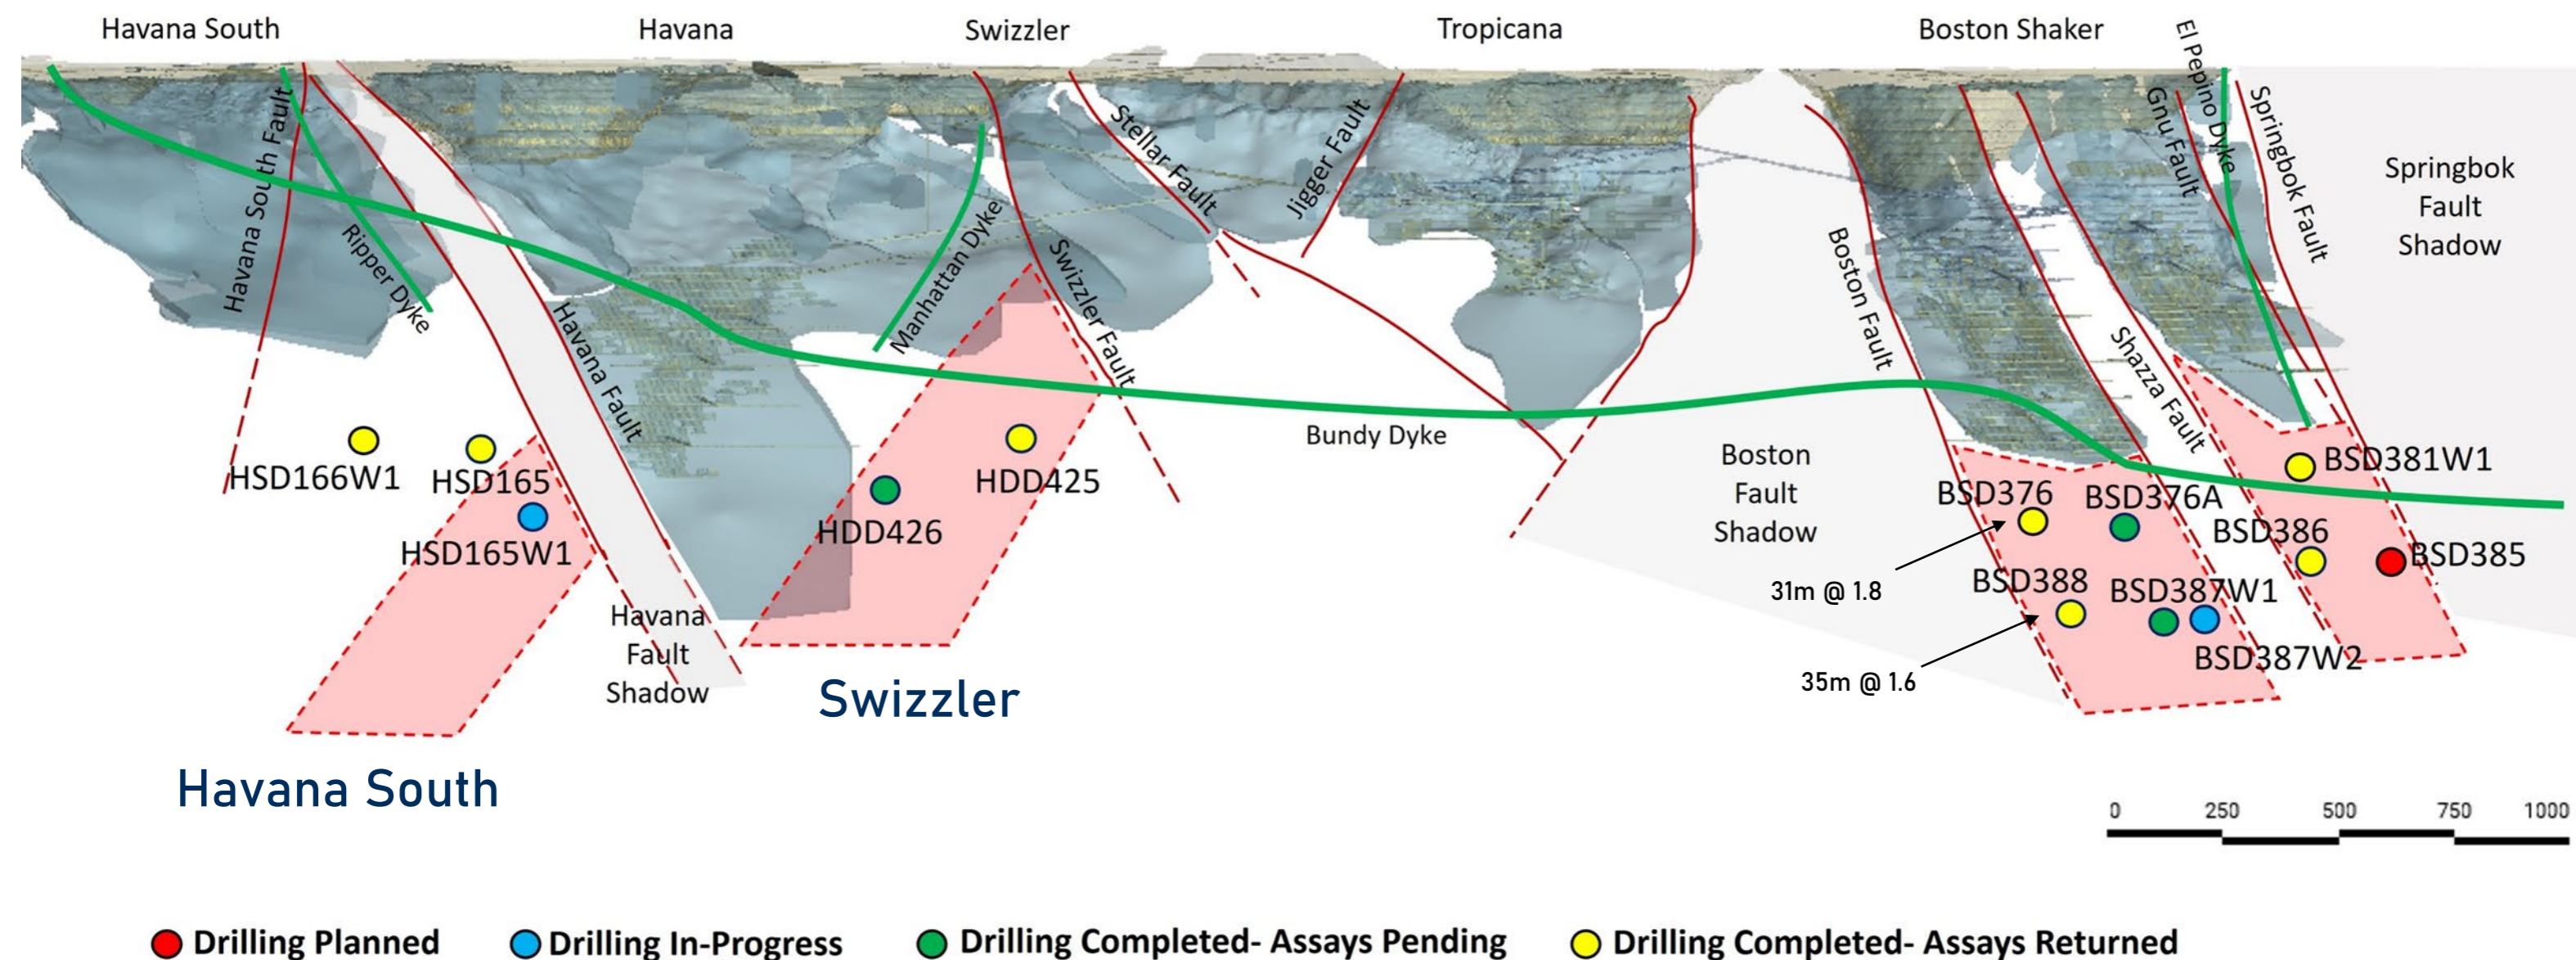 Havana South
Havana
Swizzler
Tropicana
Boston Shaker
El Pepino Dyke
Havana South Fault
Ripper Dyke
Havana Fault
Manhattan Dyke
Swizzler Fault
Stellar Fault
Jigger Fault
Boston Fault
Shazza Fault
Gnu Fault
Springbok Fault
Springbok
Fault
Shadow
Bundy Dyke
Boston
Fault
Shadow
HSD166W1
HSD165
HSD165W1
Havana
Fault
Shadow
HDD425
HDD426
BSD381W1
BSD376
BSD376A
BSD386
BSD385
31m @ 1.8
BSD388
BSD387W1
BSD387W2
35m @ 1.6
Swizzler
Havana South
0 250 500 750 1000
Drilling Planned
Drilling In-Progress
Drilling Completed- Assays Pending
Drilling Completed- Assays Returned